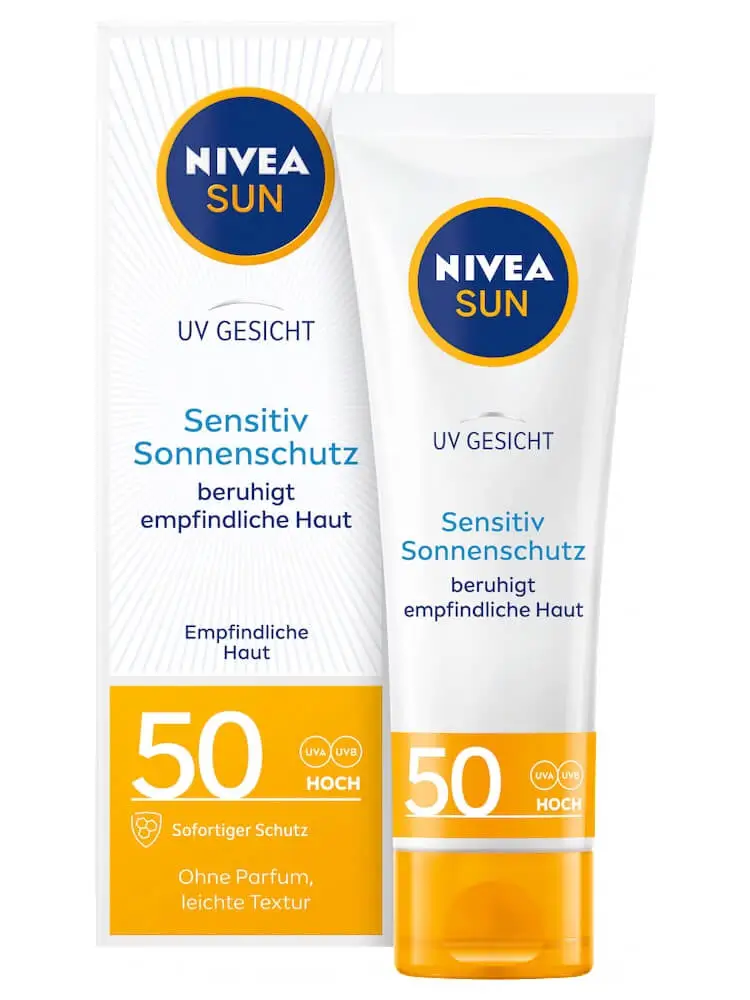 NIVEA
SUN
UV GESICHT
Sensitiv
Sonnenschutz
beruhigt
empfindliche Haut
Empfindliche
Haut
50
UVA UVB
HOCH
Sofortiger Schutz
Ohne Parfum,
leichte Textur
NIVEA
SUN
UV GESICHT
Sensitiv
Sonnenschutz
beruhigt
empfindliche Haut
50
UVA UVB
HOCH